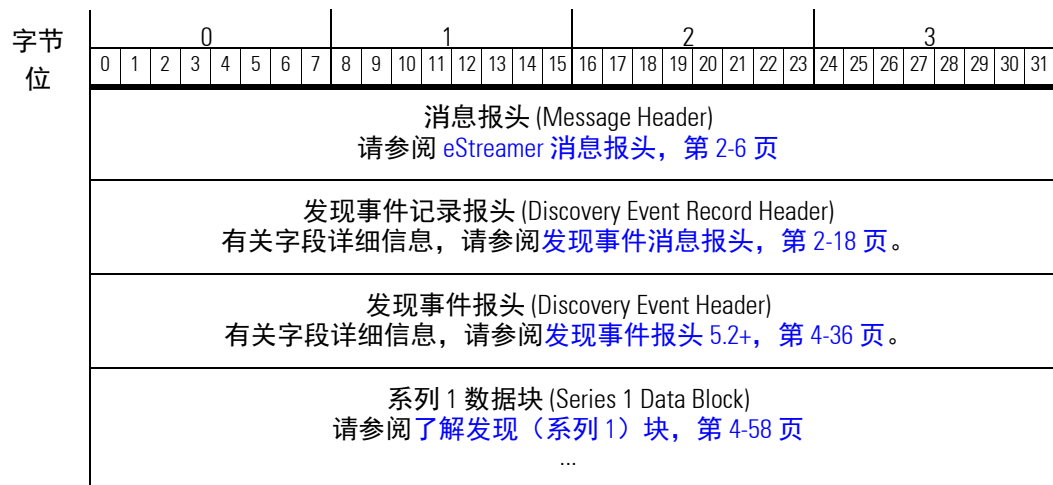 字节 0 1 2 3
位 0 1 2 3 4 5 6 7 8 9 10 11 12 13 14 15 16 17 18 19 20 21 22 23 24 25 26 27 28 29 30 31
消息报头 (Message Header)
请参阅 eStreamer 消息报头，第 2-6 页
发现事件记录报头 (Discovery Event Record Header)
有关字段详细信息，请参阅发现事件消息报头，第 2-18 页。
发现事件报头 (Discovery Event Header)
有关字段详细信息，请参阅发现事件报头 5.2+，第 4-36 页。
系列 1 数据块 (Series 1 Data Block)
请参阅了解发现（系列 1）块，第 4-58 页
...